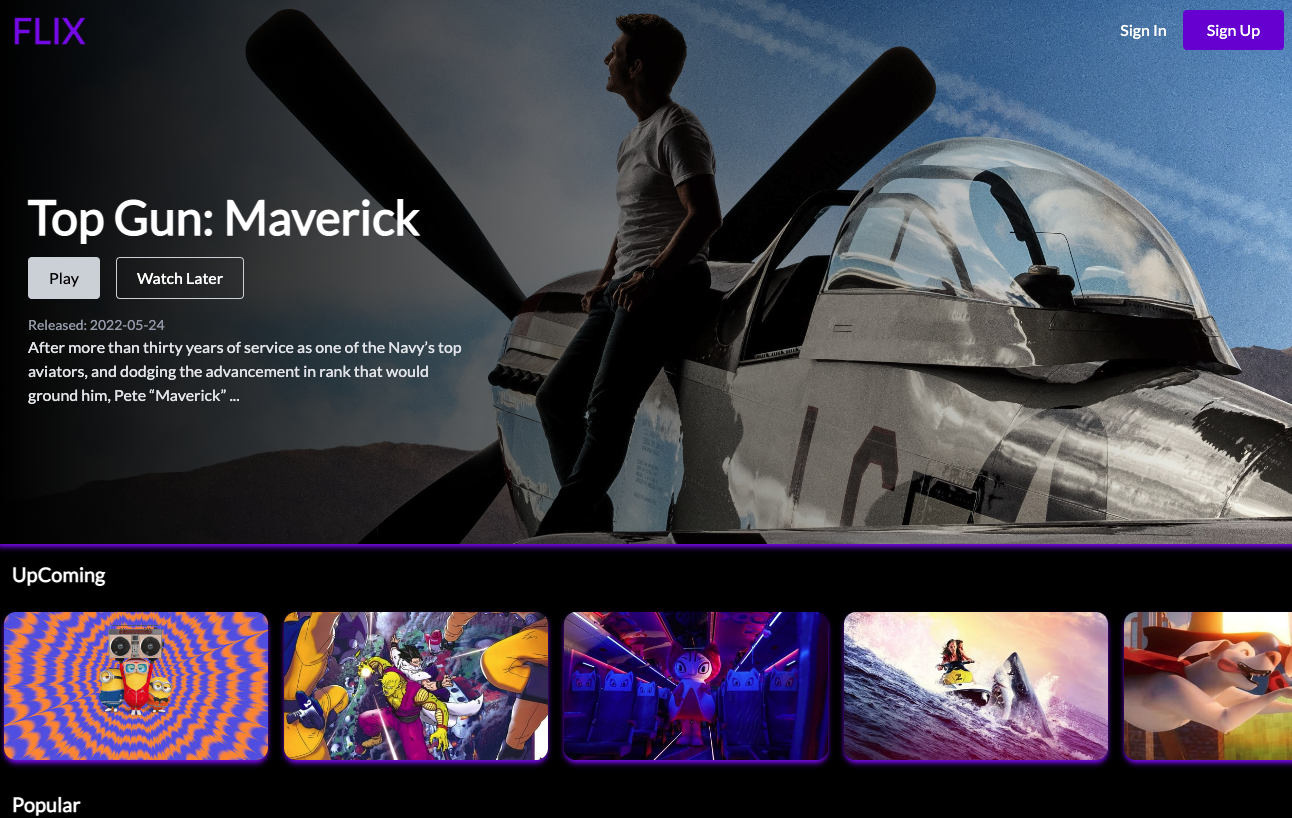 FLIX
Sign In
Sign Up
Top Gun: Maverick
Play
Watch Later
Released: 2022-05-24
After more than thirty years of service as one of the Navy’s top
aviators, and dodging the advancement in rank that would
ground him, Pete “Maverick” ...
UpComing
Popular